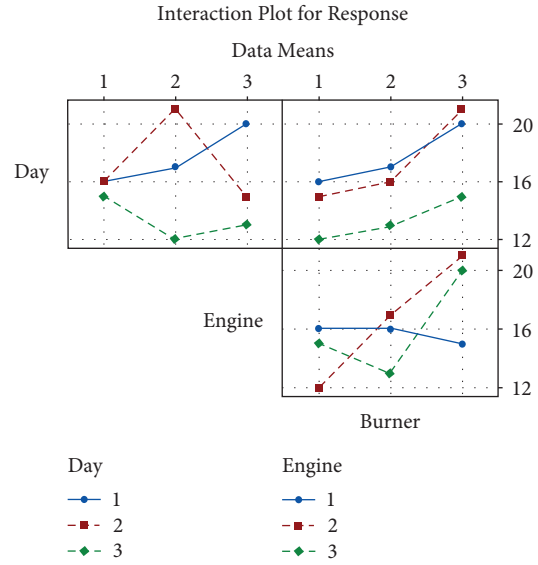 Interaction Plot for Response
Data Means
1 2 3 1 2 3
Day
20
16
12
Engine
20
16
12
Burner
Day Engine
1 1
2 2
3 3